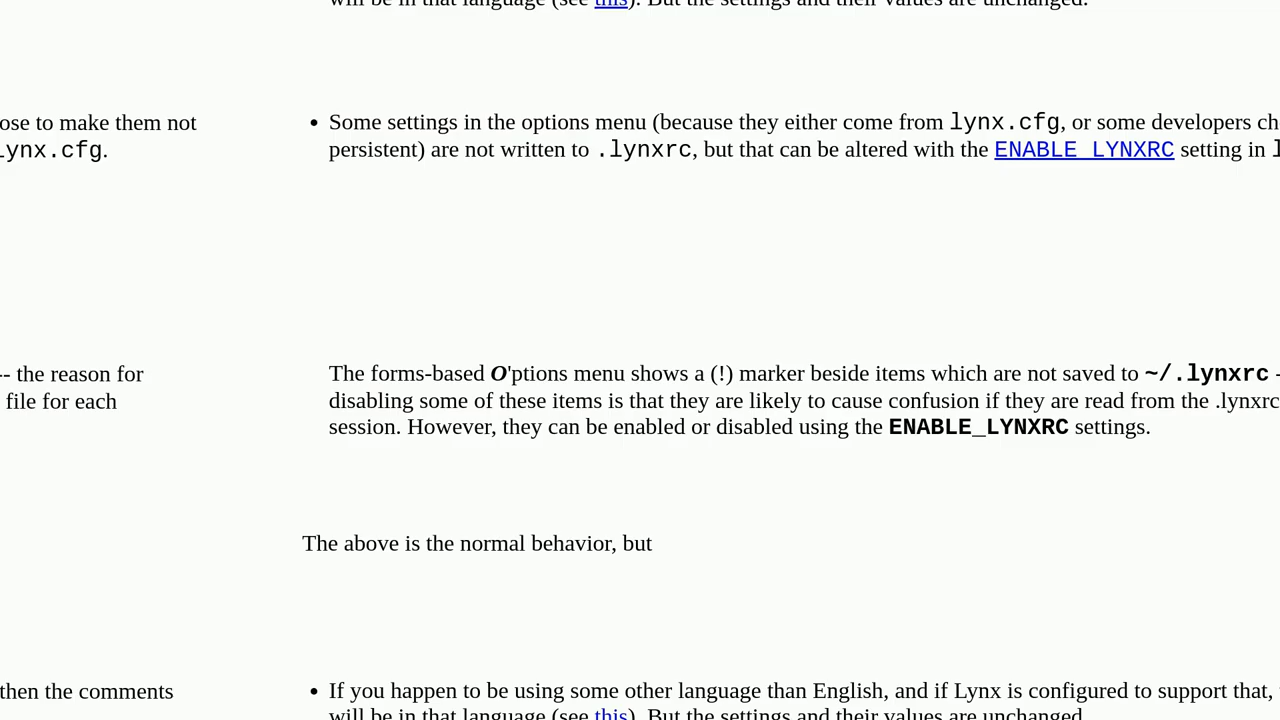 will be in that language (see this). But the settings and their values are unchanged.
ose to make them not
lynx.cfg.
• Some settings in the options menu (because they either come from lynx.cfg, or some developers ch
persistent) are not written to .lynxrc, but that can be altered with the ENABLE_LYNXRC setting in l
-- the reason for
file for each
The forms-based O'ptions menu shows a (!) marker beside items which are not saved to ~/.lynxrc -
disabling some of these items is that they are likely to cause confusion if they are read from the .lynxrc
session. However, they can be enabled or disabled using the ENABLE_LYNXRC settings.
The above is the normal behavior, but
then the comments
• If you happen to be using some other language than English, and if Lynx is configured to support that,
will be in that language (see this). But the settings and their values are unchanged.